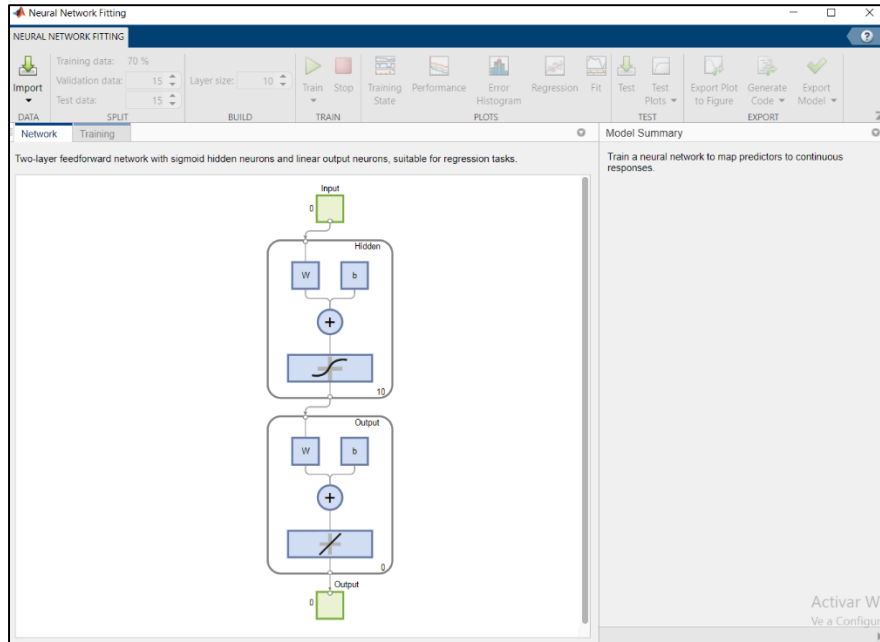 Neural Network Fitting
NEURAL NETWORK FITTING
?
Import
DATA
Training data: 70 %
Validation data: 15
Test data: 15
SPLIT
Layer size: 10
BUILD
Train
Stop
TRAIN
Training
State
Performance
Error
Histogram
Regression
Fit
PLOTS
Test
Test
Plots
TEST
Export Plot
to Figure
Generate
Code
Export
Model
EXPORT
Network
Training
Two-layer feedforward network with sigmoid hidden neurons and linear output neurons, suitable for regression tasks.
Input
0
Hidden
W
b
+
10
Output
W
b
+
0
Output
0
Model Summary
Train a neural network to map predictors to continuous
responses.
Activar W
Ve a Configur